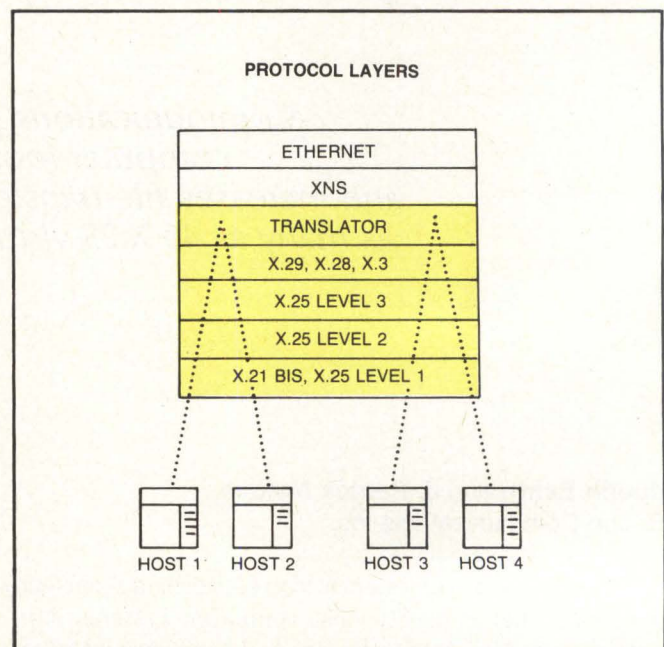 PROTOCOL LAYERS
ETHERNET
XNS
TRANSLATOR
X.29, X.28, X.3
X.25 LEVEL 3
X.25 LEVEL 2
X.21 BIS, X.25 LEVEL 1
HOST 1 HOST 2 HOST 3 HOST 4